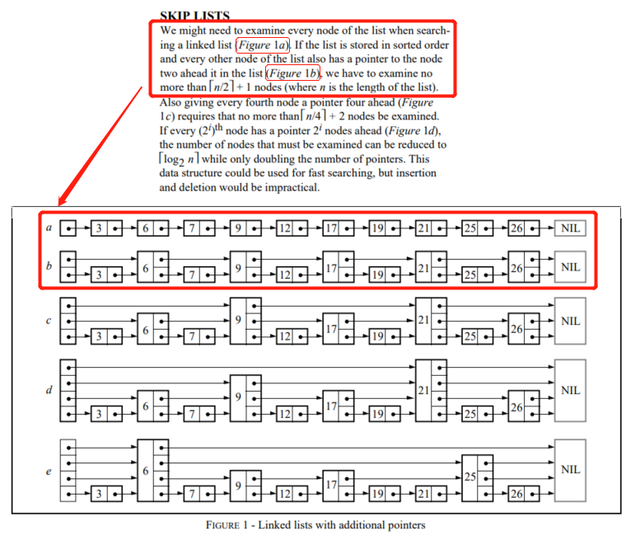 SKIP LISTS
We might need to examine every node of the list when search-
ing a linked list (Figure 1a). If the list is stored in sorted order
and every other node of the list also has a pointer to the node
two ahead it in the list (Figure 1b), we have to examine no
more than ⌈n/2⌉ + 1 nodes (where n is the length of the list).
Also giving every fourth node a pointer four ahead (Figure
1c) requires that no more than ⌈n/4⌉ + 2 nodes be examined.
If every (2^i)^th node has a pointer 2^i nodes ahead (Figure 1d),
the number of nodes that must be examined can be reduced to
⌈log₂ n⌉ while only doubling the number of pointers. This
data structure could be used for fast searching, but insertion
and deletion would be impractical.
a 3 6 7 9 12 17 19 21 25 26 NIL
b 3 6 7 9 12 17 19 21 25 26 NIL
c 3 6 7 9 12 17 19 21 25 26 NIL
d 3 6 7 9 12 17 19 21 25 26 NIL
e 3 6 7 9 12 17 19 21 25 26 NIL
FIGURE 1 - Linked lists with additional pointers